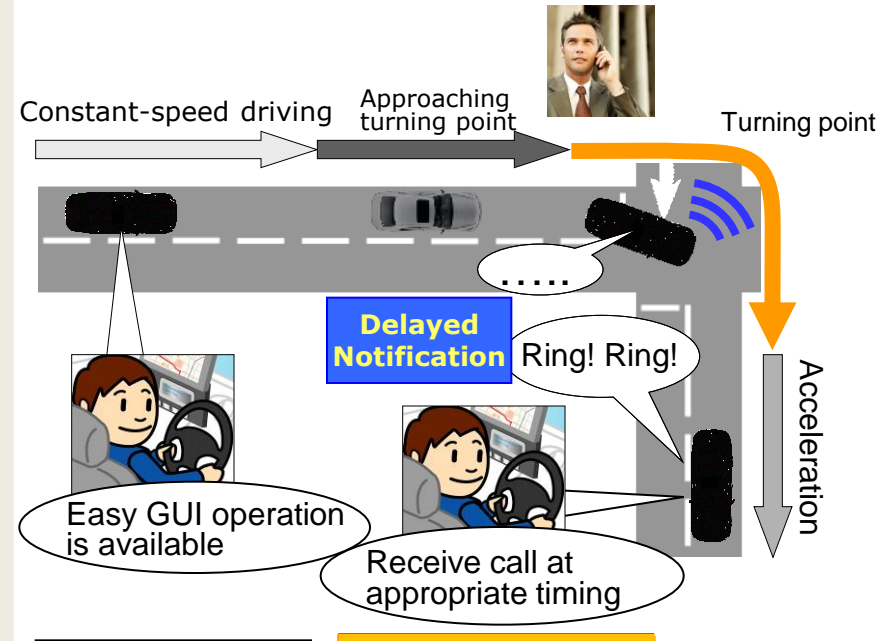 Constant-speed driving
Approaching
turning point
Turning point
. . . . .
Delayed
Notification
Ring! Ring!
Acceleration
Easy GUI operation
is available
Receive call at
appropriate timing